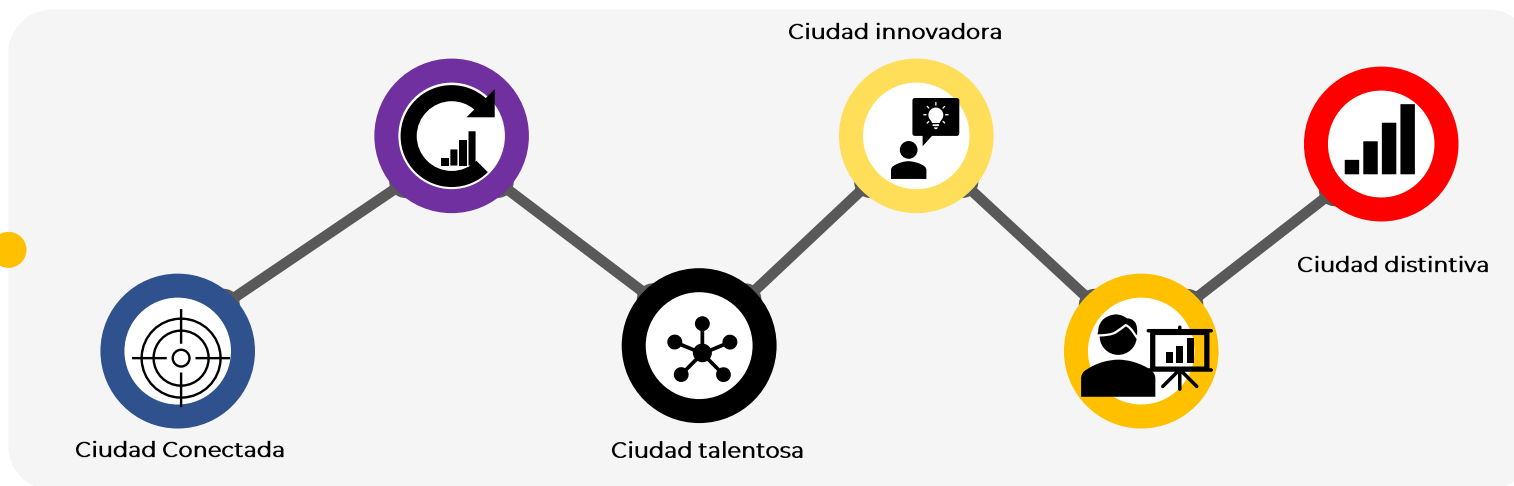 Ciudad innovadora
Ciudad distintiva
Ciudad Conectada
Ciudad talentosa